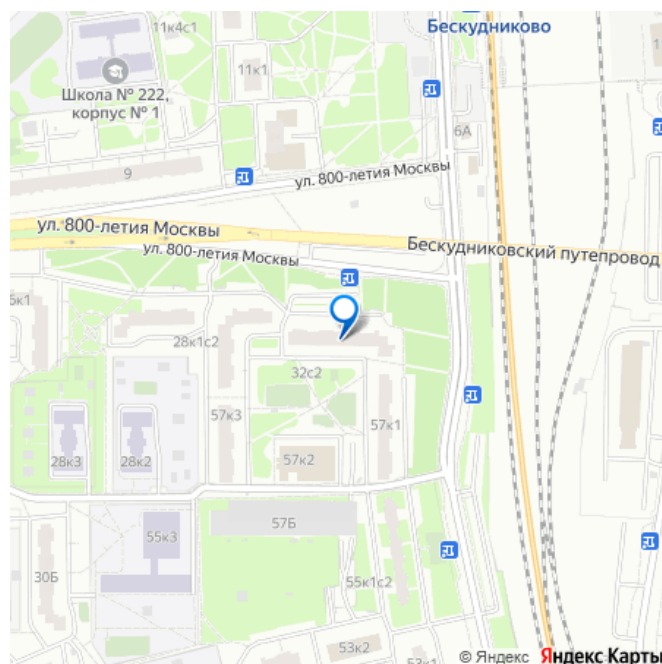 11к4с1
Бескудниково
11к1
Школа № 222,
корпус № 1
6А
9
ул. 800-летия Москвы
ул. 800-летия Москвы
Бескудниковский путепровод
ул. 800-летия Москвы
28к1с2
32с2
57к3
57к1
28к3
28к2
57к2
57Б
55к3
30Б
55к1с2
53к2
53к1
© Яндекс Яндекс Карты